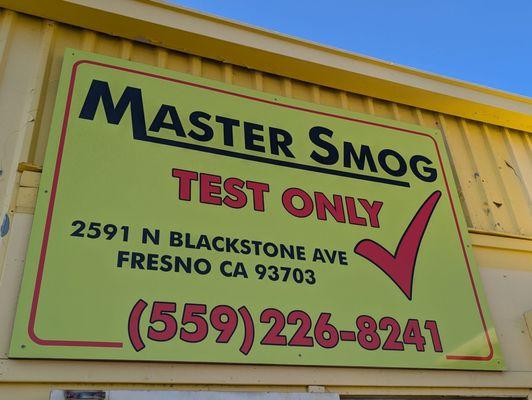 MASTER SMOG
TEST ONLY
2591 N BLACKSTONE AVE
FRESNO CA 93703
(559)226-8241